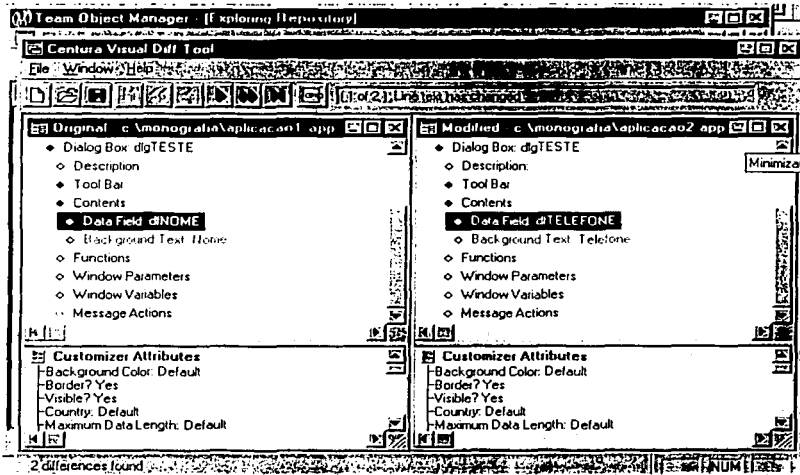 Team Object Manager - [Exploring Repository]
Centura Visual Diff Tool
File Window Help
[1 of 2] Line text has changed
Original - c:\monografia\aplicacao1.app
Dialog Box: dlgTESTE
Description
Tool Bar
Contents
Data Field: dfNOME
Background Text: Nome
Functions
Window Parameters
Window Variables
Message Actions
Customizer Attributes
Background Color: Default
Border? Yes
Visible? Yes
Country: Default
Maximum Data Length: Default
Modified - c:\monografia\aplicacao2.app
Minimiza
Dialog Box: dlgTESTE
Description:
Tool Bar
Contents
Data Field: dfTELEFONE
Background Text: Telefone
Functions
Window Parameters
Window Variables
Message Actions
Customizer Attributes
Background Color: Default
Border? Yes
Visible? Yes
Country: Default
Maximum Data Length: Default
2 differences found
NUM